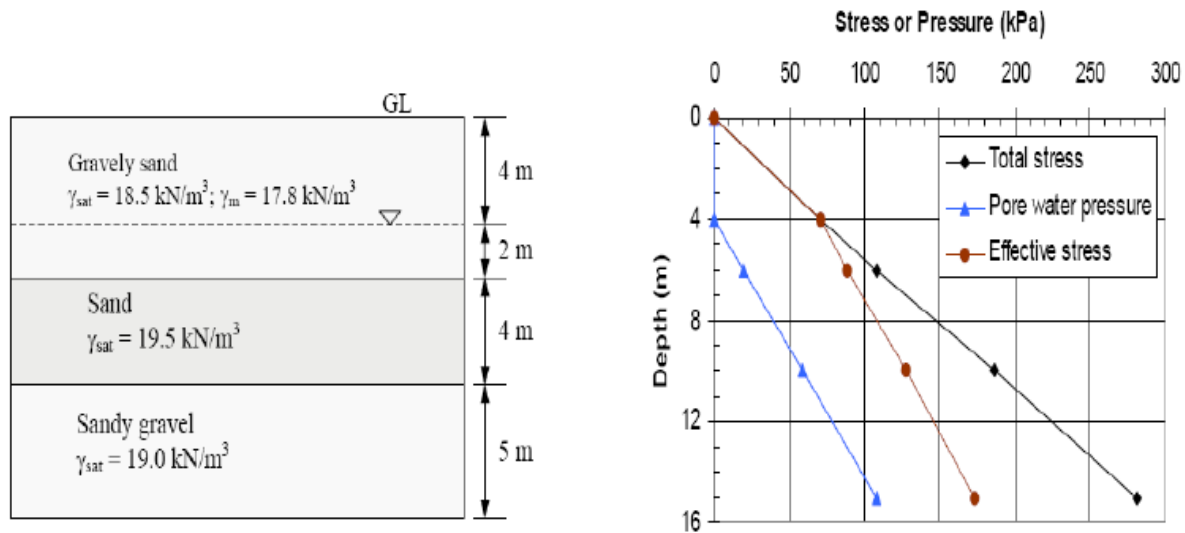 GL
Gravely sand
γsat = 18.5 kN/m³; γm = 17.8 kN/m³
4 m
2 m
Sand
γsat = 19.5 kN/m³
4 m
Sandy gravel
γsat = 19.0 kN/m³
5 m
Stress or Pressure (kPa)
0 50 100 150 200 250 300
0
4
8
12
16
Depth (m)
Total stress
Pore water pressure
Effective stress